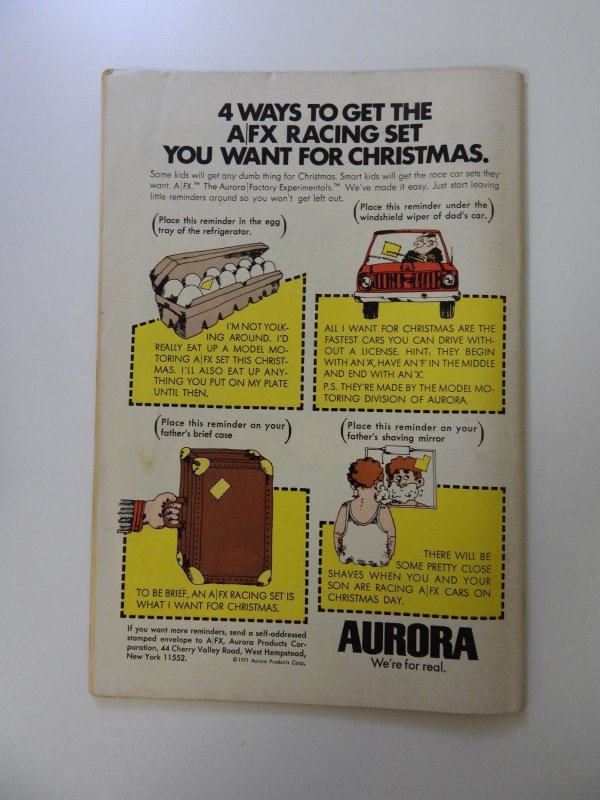 4 WAYS TO GET THE
A|FX RACING SET
YOU WANT FOR CHRISTMAS.
Some kids will get any dumb thing for Christmas. Smart kids will get the race car sets they
want. A|FX.™ The Aurora|Factory Experimentals.™ We've made it easy. Just start leaving
little reminders around so you won't get left out.
(Place this reminder in the egg
tray of the refrigerator.)
I'M NOT YOLK-
ING AROUND. I'D
REALLY EAT UP A MODEL MO-
TORING A|FX SET THIS CHRIST-
MAS. I'LL ALSO EAT UP ANY-
THING YOU PUT ON MY PLATE
UNTIL THEN.
(Place this reminder under the
windshield wiper of dad's car.)
ALL I WANT FOR CHRISTMAS ARE THE
FASTEST CARS YOU CAN DRIVE WITH-
OUT A LICENSE. HINT: THEY BEGIN
WITH AN 'A', HAVE AN 'F' IN THE MIDDLE
AND END WITH AN 'X'.
P.S. THEY'RE MADE BY THE MODEL MO-
TORING DIVISION OF AURORA.
(Place this reminder on your
father's brief case)
TO BE BRIEF, AN A|FX RACING SET IS
WHAT I WANT FOR CHRISTMAS.
(Place this reminder on your
father's shaving mirror)
THERE WILL BE
SOME PRETTY CLOSE
SHAVES WHEN YOU AND YOUR
SON ARE RACING A|FX CARS ON
CHRISTMAS DAY.
If you want more reminders, send a self-addressed
stamped envelope to A|FX, Aurora Products Cor-
poration, 44 Cherry Valley Road, West Hempstead,
New York 11552.
©1971 Aurora Products Corp.
AURORA
We're for real.